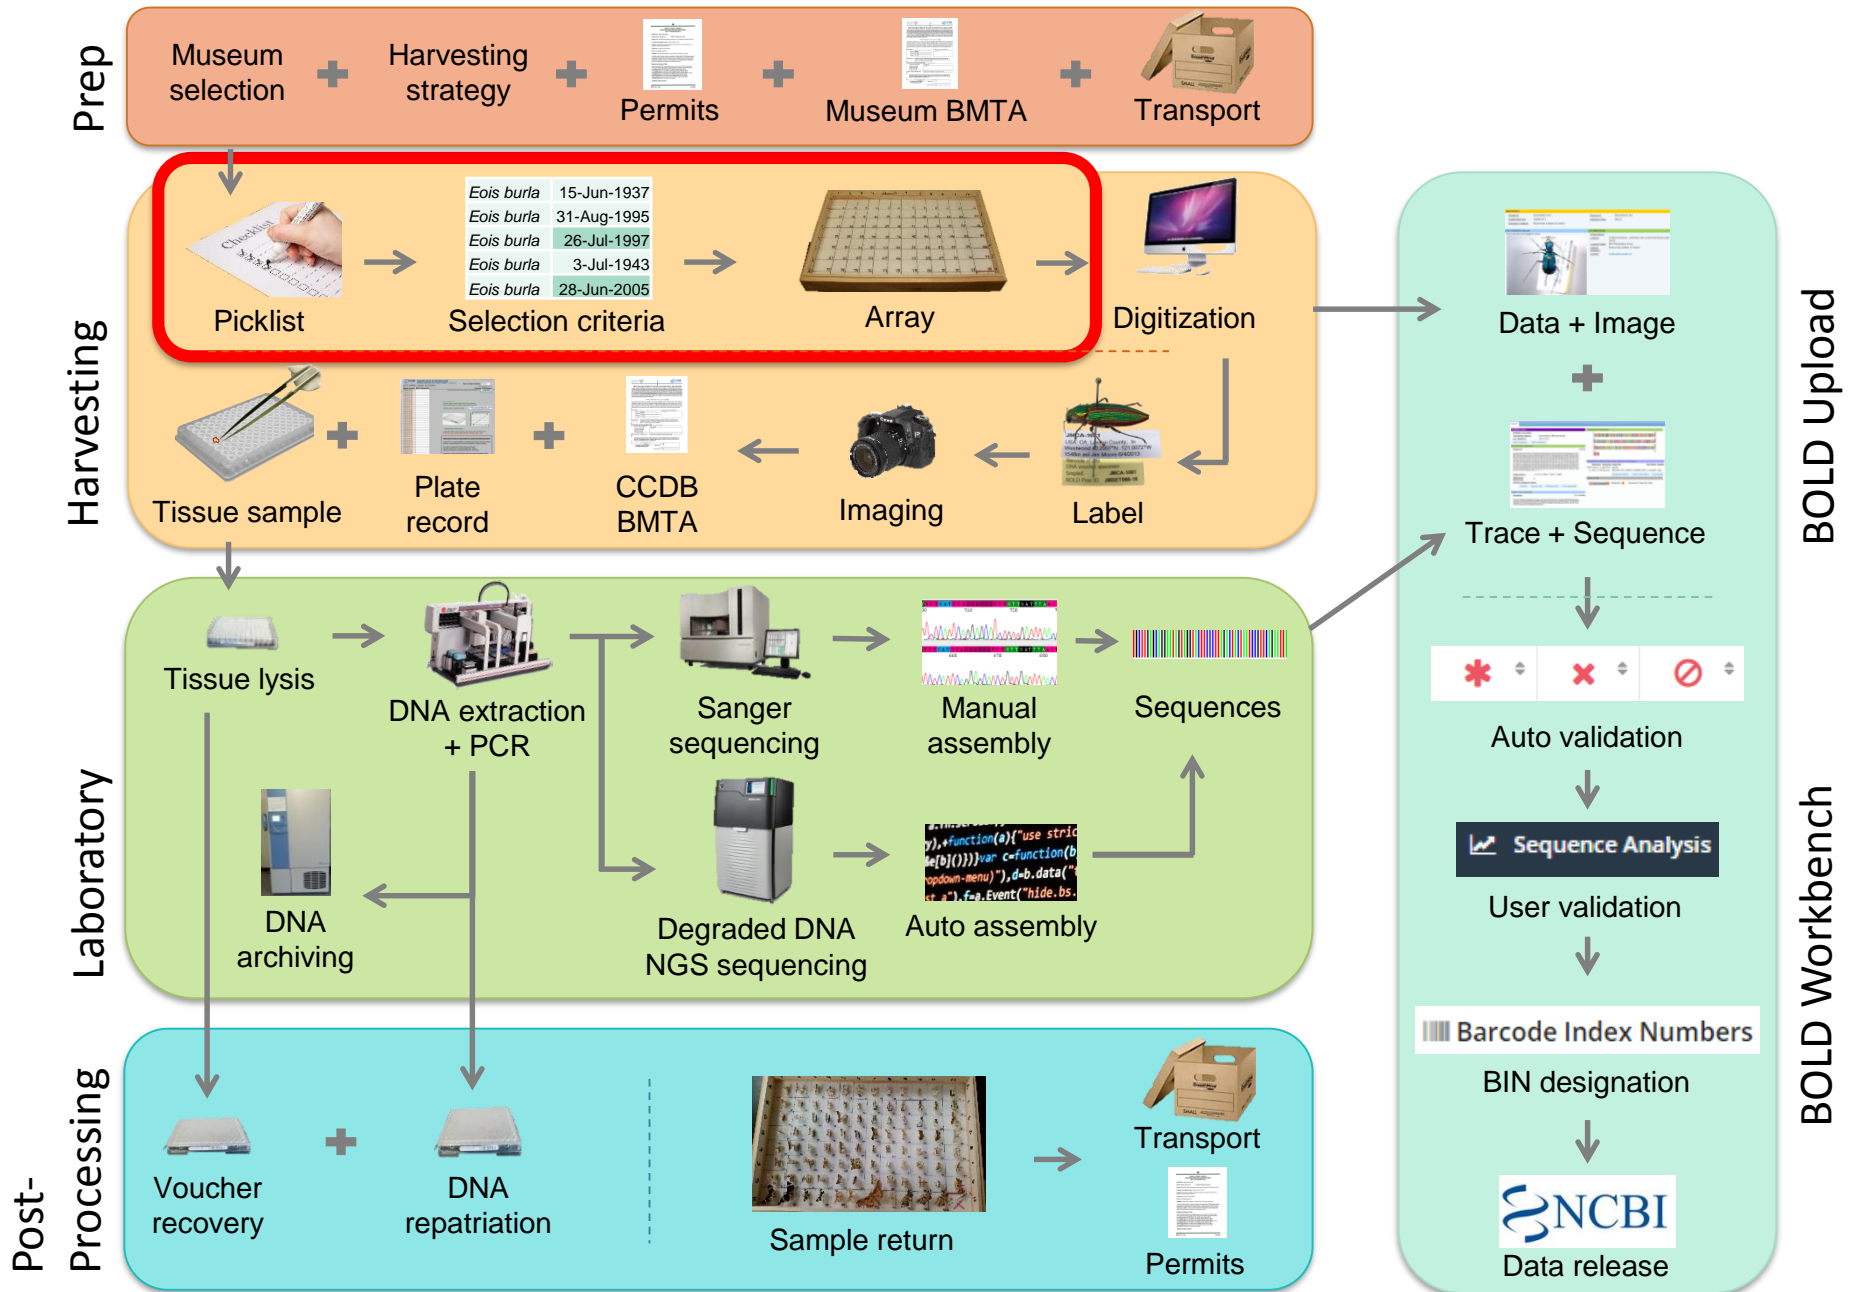 Prep
Museum
selection
Harvesting
strategy
Permits
Museum BMTA
Transport
Harvesting
Checklist
Picklist
Eois burla 15-Jun-1937
Eois burla 31-Aug-1995
Eois burla 26-Jul-1997
Eois burla 3-Jul-1943
Eois burla 28-Jun-2005
Selection criteria
Array
Digitization
Tissue sample
Plate
record
CCDB
BMTA
Imaging
Label
Laboratory
Tissue lysis
DNA extraction
+ PCR
Sanger
sequencing
Manual
assembly
Sequences
DNA
archiving
Degraded DNA
NGS sequencing
Auto assembly
Post-
Processing
Voucher
recovery
DNA
repatriation
Sample return
Transport
Permits
BOLD Upload
Data + Image
Trace + Sequence
BOLD Workbench
Auto validation
Sequence Analysis
User validation
Barcode Index Numbers
BIN designation
NCBI
Data release